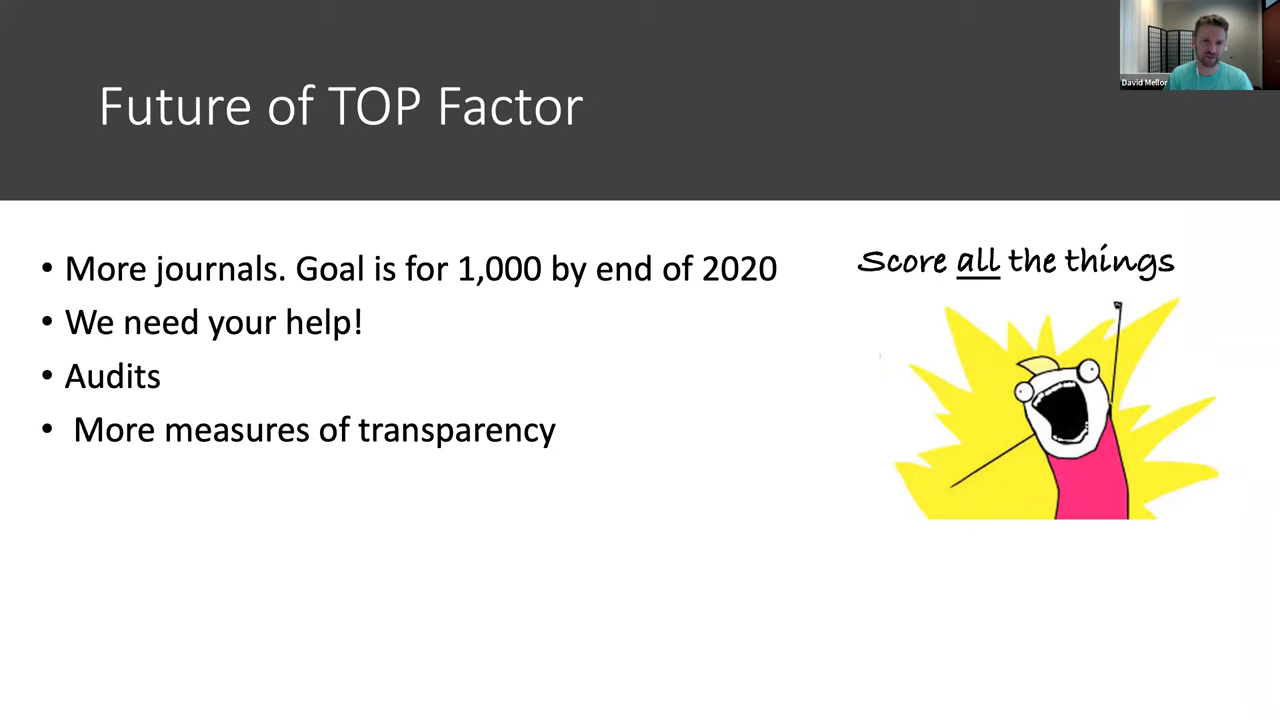 Future of TOP Factor
David Mellor
• More journals. Goal is for 1,000 by end of 2020
• We need your help!
• Audits
• More measures of transparency
Score all the things